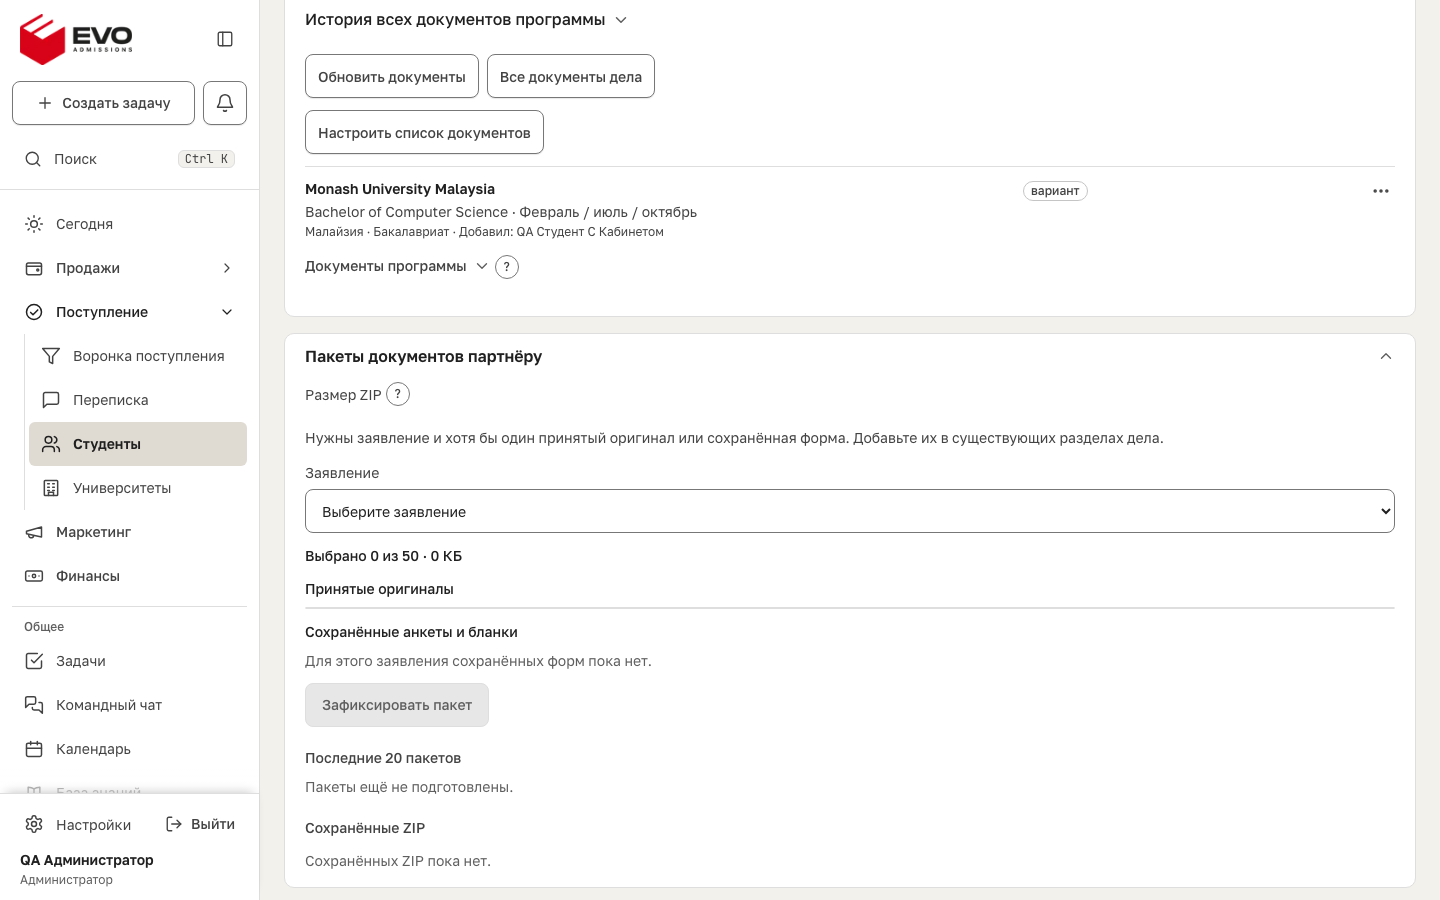 EVO
ADMISSIONS
Создать задачу
Поиск
Ctrl K
Сегодня
Продажи
Поступление
Воронка поступления
Переписка
Студенты
Университеты
Маркетинг
Финансы
Общее
Задачи
Командный чат
Календарь
База знаний
Настройки
Выйти
QA Администратор
Администратор
История всех документов программы
Обновить документы
Все документы дела
Настроить список документов
Monash University Malaysia
вариант
Bachelor of Computer Science · Февраль / июль / октябрь
Малайзия · Бакалавриат · Добавил: QA Студент С Кабинетом
Документы программы
?
Пакеты документов партнёру
Размер ZIP
?
Нужны заявление и хотя бы один принятый оригинал или сохранённая форма. Добавьте их в существующих разделах дела.
Заявление
Выберите заявление
Выбрано 0 из 50 · 0 КБ
Принятые оригиналы
Сохранённые анкеты и бланки
Для этого заявления сохранённых форм пока нет.
Зафиксировать пакет
Последние 20 пакетов
Пакеты ещё не подготовлены.
Сохранённые ZIP
Сохранённых ZIP пока нет.